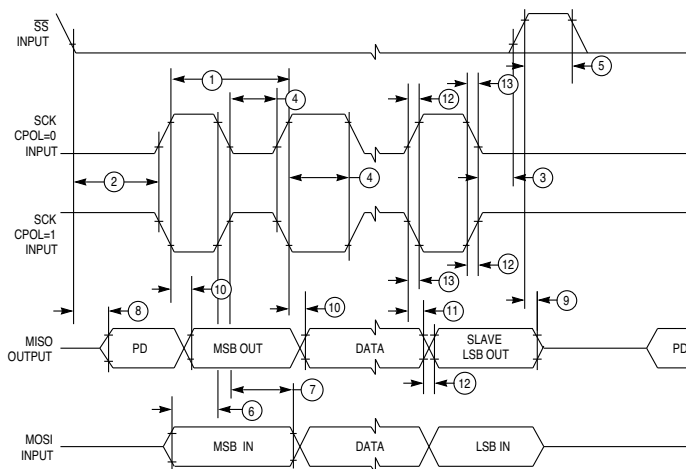 SS
INPUT
5
1
13
12
4
SCK
CPOL=0
INPUT
2
4
3
SCK
CPOL=1
INPUT
12
13
10
8
10
11
9
MISO
OUTPUT
PD
MSB OUT
DATA
SLAVE
LSB OUT
PD
12
7
6
MOSI
INPUT
MSB IN
DATA
LSB IN